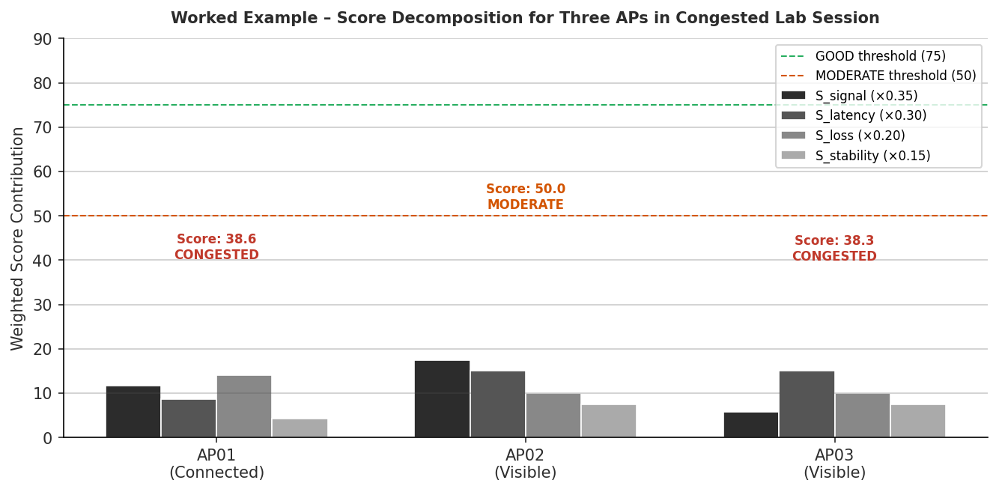 Worked Example – Score Decomposition for Three APs in Congested Lab Session
Weighted Score Contribution
90
80
70
60
50
40
30
20
10
0
GOOD threshold (75)
MODERATE threshold (50)
S_signal (×0.35)
S_latency (×0.30)
S_loss (×0.20)
S_stability (×0.15)
Score: 38.6
CONGESTED
Score: 50.0
MODERATE
Score: 38.3
CONGESTED
AP01
(Connected)
AP02
(Visible)
AP03
(Visible)